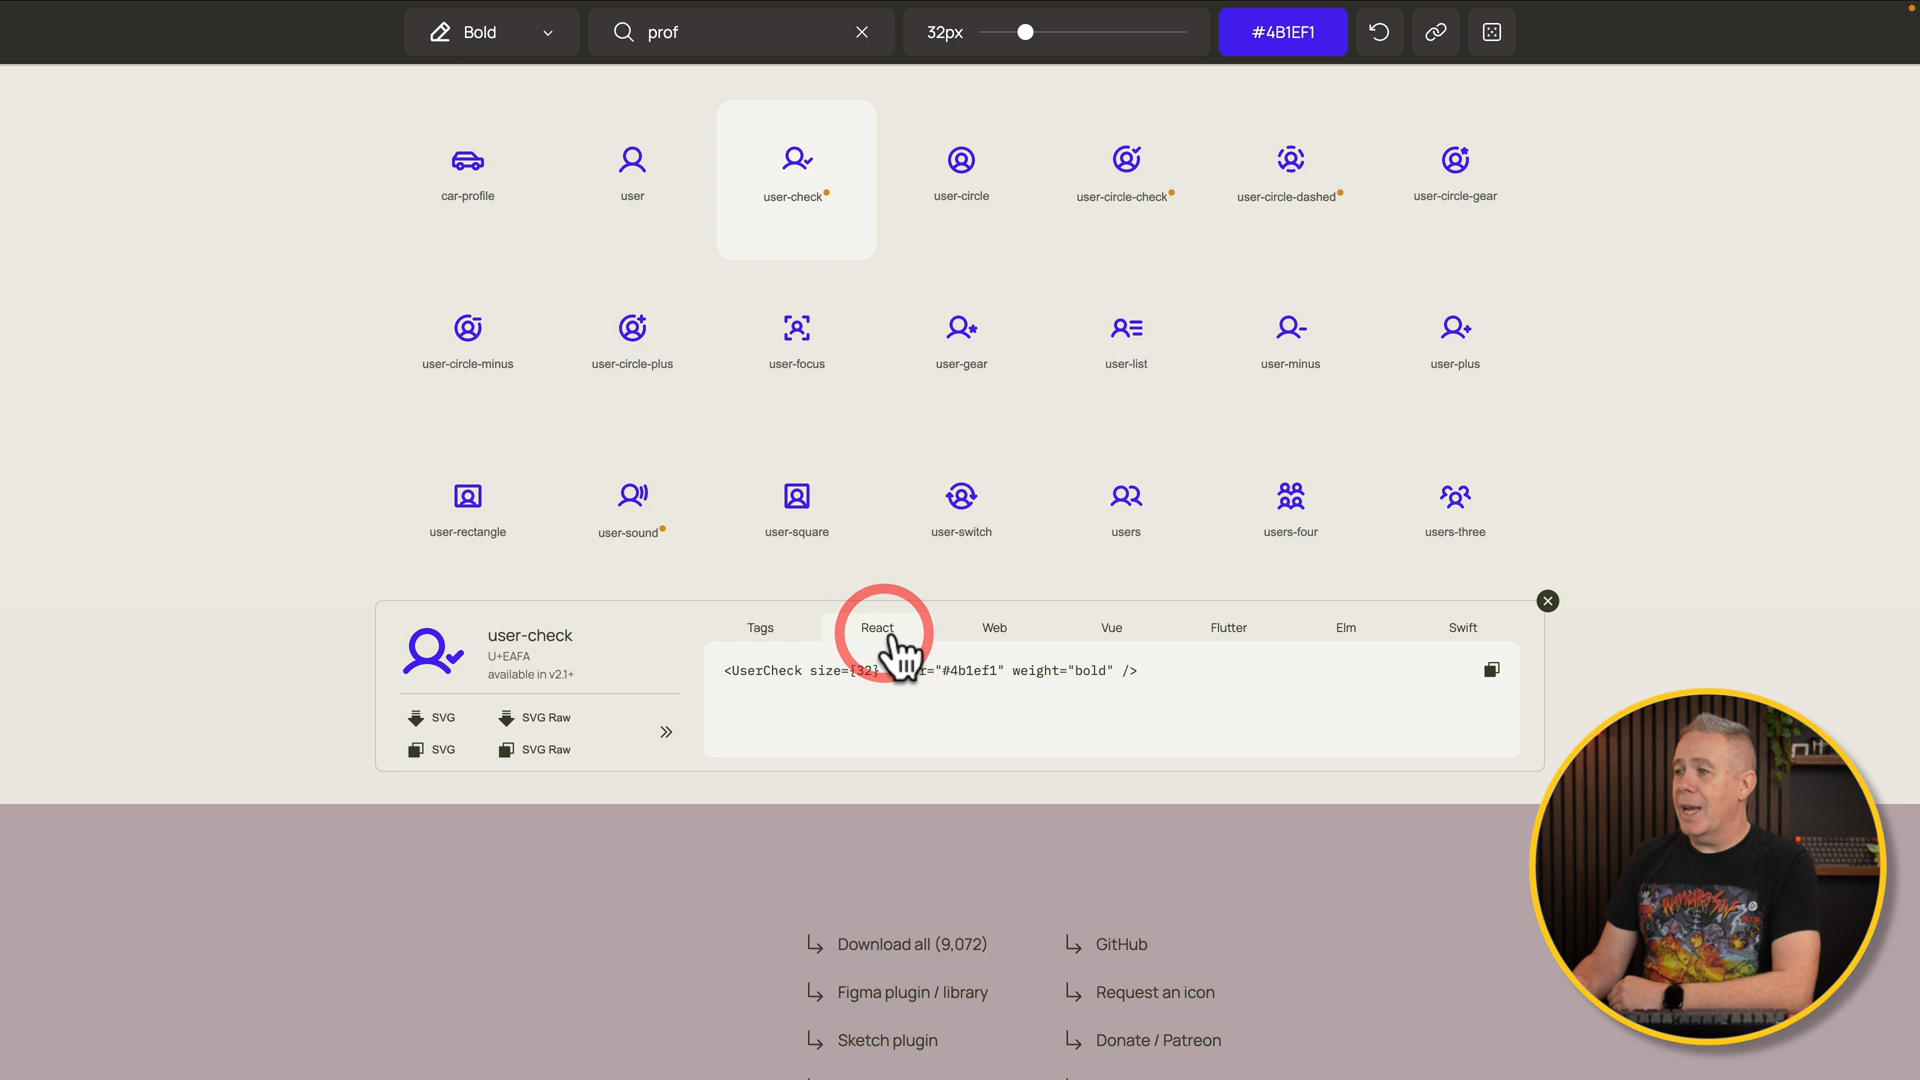 Bold
prof
32px
#4B1EF1
car-profile
user
user-check
user-circle
user-circle-check
user-circle-dashed
user-circle-gear
user-circle-minus
user-circle-plus
user-focus
user-gear
user-list
user-minus
user-plus
user-rectangle
user-sound
user-square
user-switch
users
users-four
users-three
user-check
U+EAFA
available in v2.1+
SVG
SVG Raw
SVG
SVG Raw
Tags
React
Web
Vue
Flutter
Elm
Swift
<UserCheck size={32} r="#4b1ef1" weight="bold" />
Download all (9,072)
GitHub
Figma plugin / library
Request an icon
Sketch plugin
Donate / Patreon